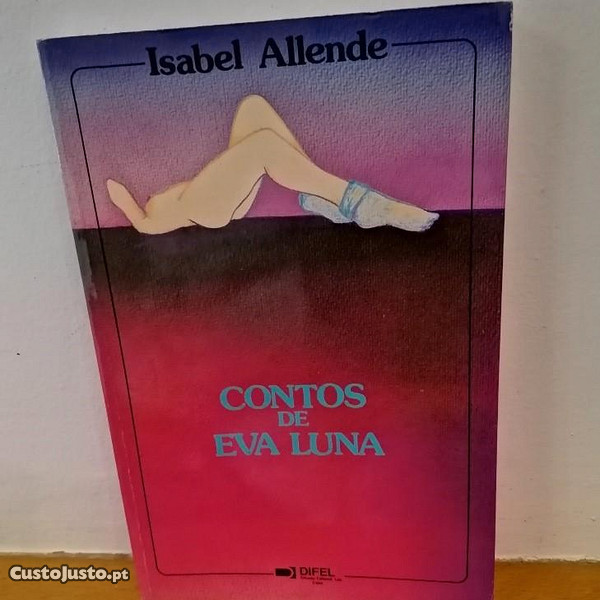 Isabel Allende
CONTOS
DE
EVA LUNA
DIFEL
CustoJusto.pt